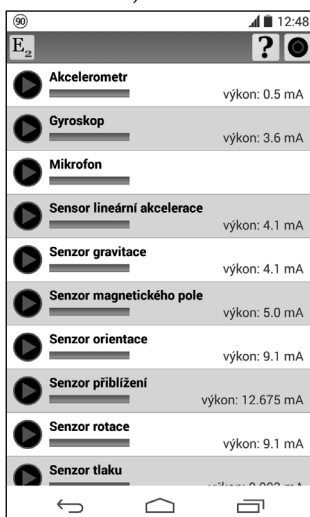 90 12:48
E2 ?
Akcelerometr
výkon: 0.5 mA
Gyroskop
výkon: 3.6 mA
Mikrofon
Sensor lineární akcelerace
výkon: 4.1 mA
Senzor gravitace
výkon: 4.1 mA
Senzor magnetického pole
výkon: 5.0 mA
Senzor orientace
výkon: 9.1 mA
Senzor přiblížení
výkon: 12.675 mA
Senzor rotace
výkon: 9.1 mA
Senzor tlaku